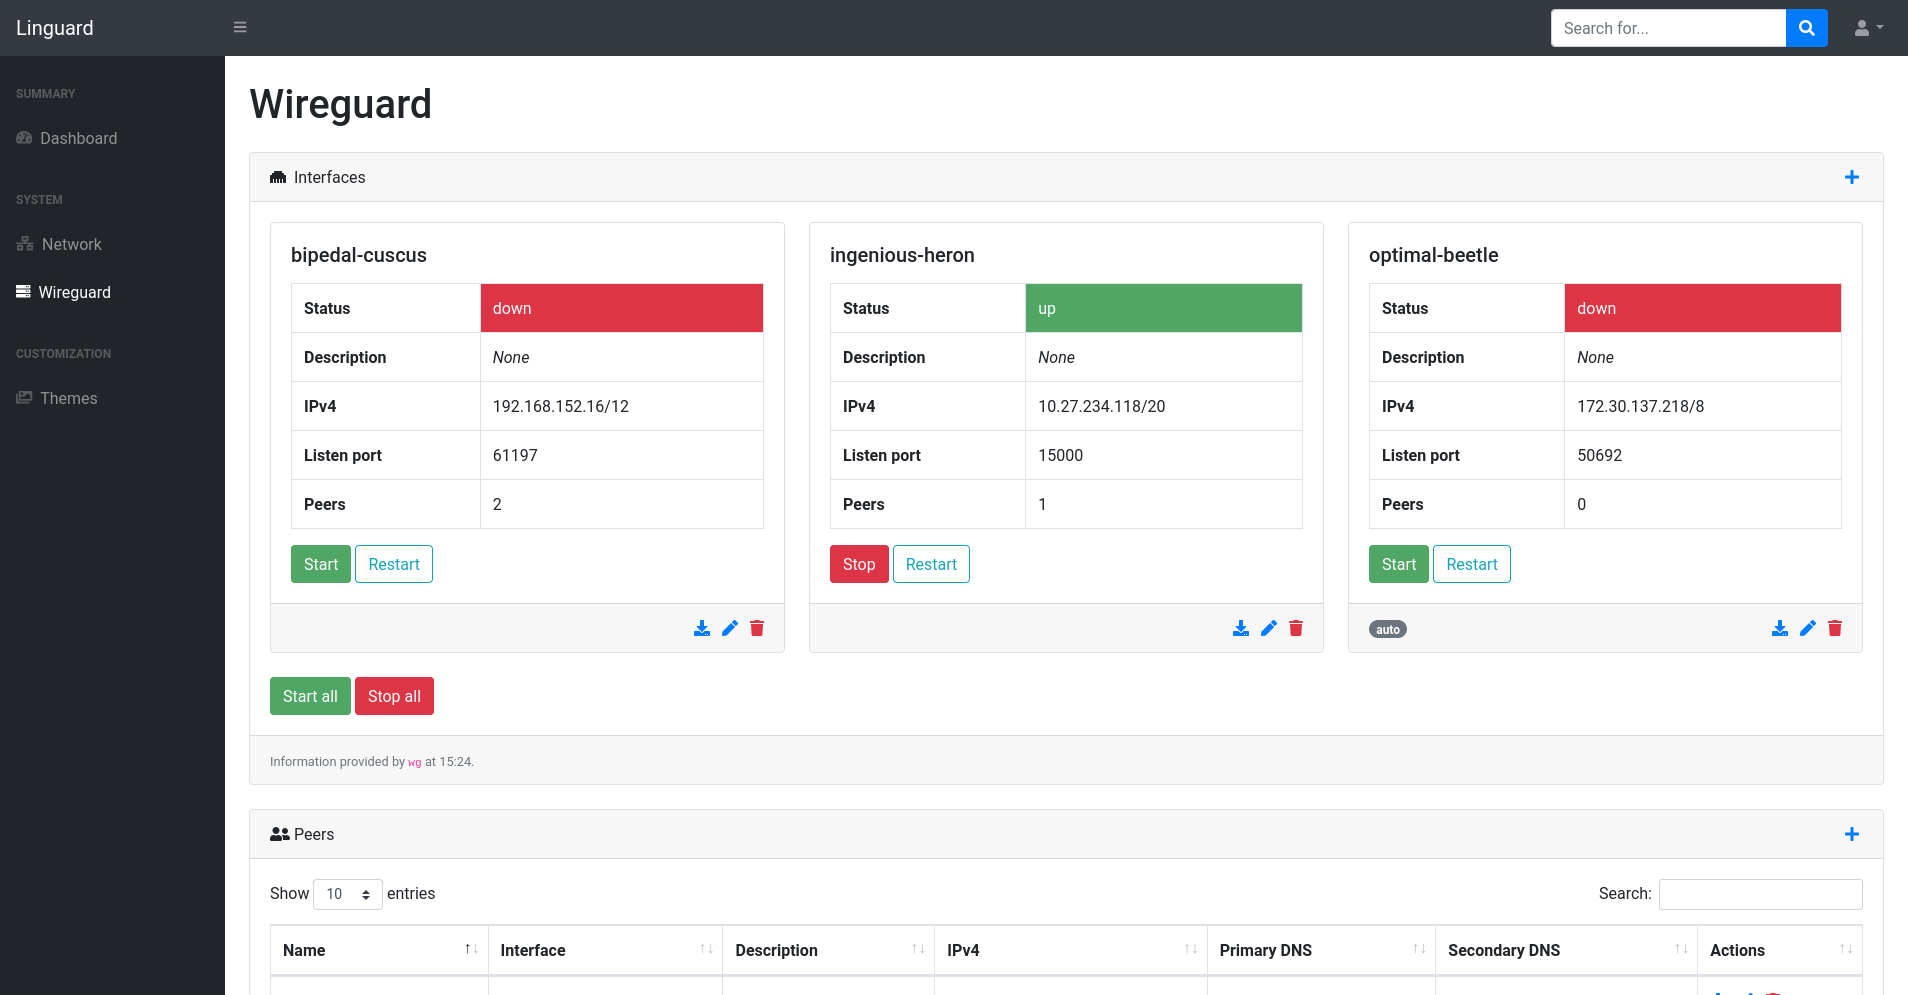 Linguard
Search for...
SUMMARY
Dashboard
SYSTEM
Network
Wireguard
CUSTOMIZATION
Themes
Wireguard
Interfaces
bipedal-cuscus
Status down
Description None
IPv4 192.168.152.16/12
Listen port 61197
Peers 2
Start Restart
ingenious-heron
Status up
Description None
IPv4 10.27.234.118/20
Listen port 15000
Peers 1
Stop Restart
optimal-beetle
Status down
Description None
IPv4 172.30.137.218/8
Listen port 50692
Peers 0
Start Restart
auto
Start all Stop all
Information provided by wg at 15:24.
Peers
Show 10 entries Search:
Name Interface Description IPv4 Primary DNS Secondary DNS Actions